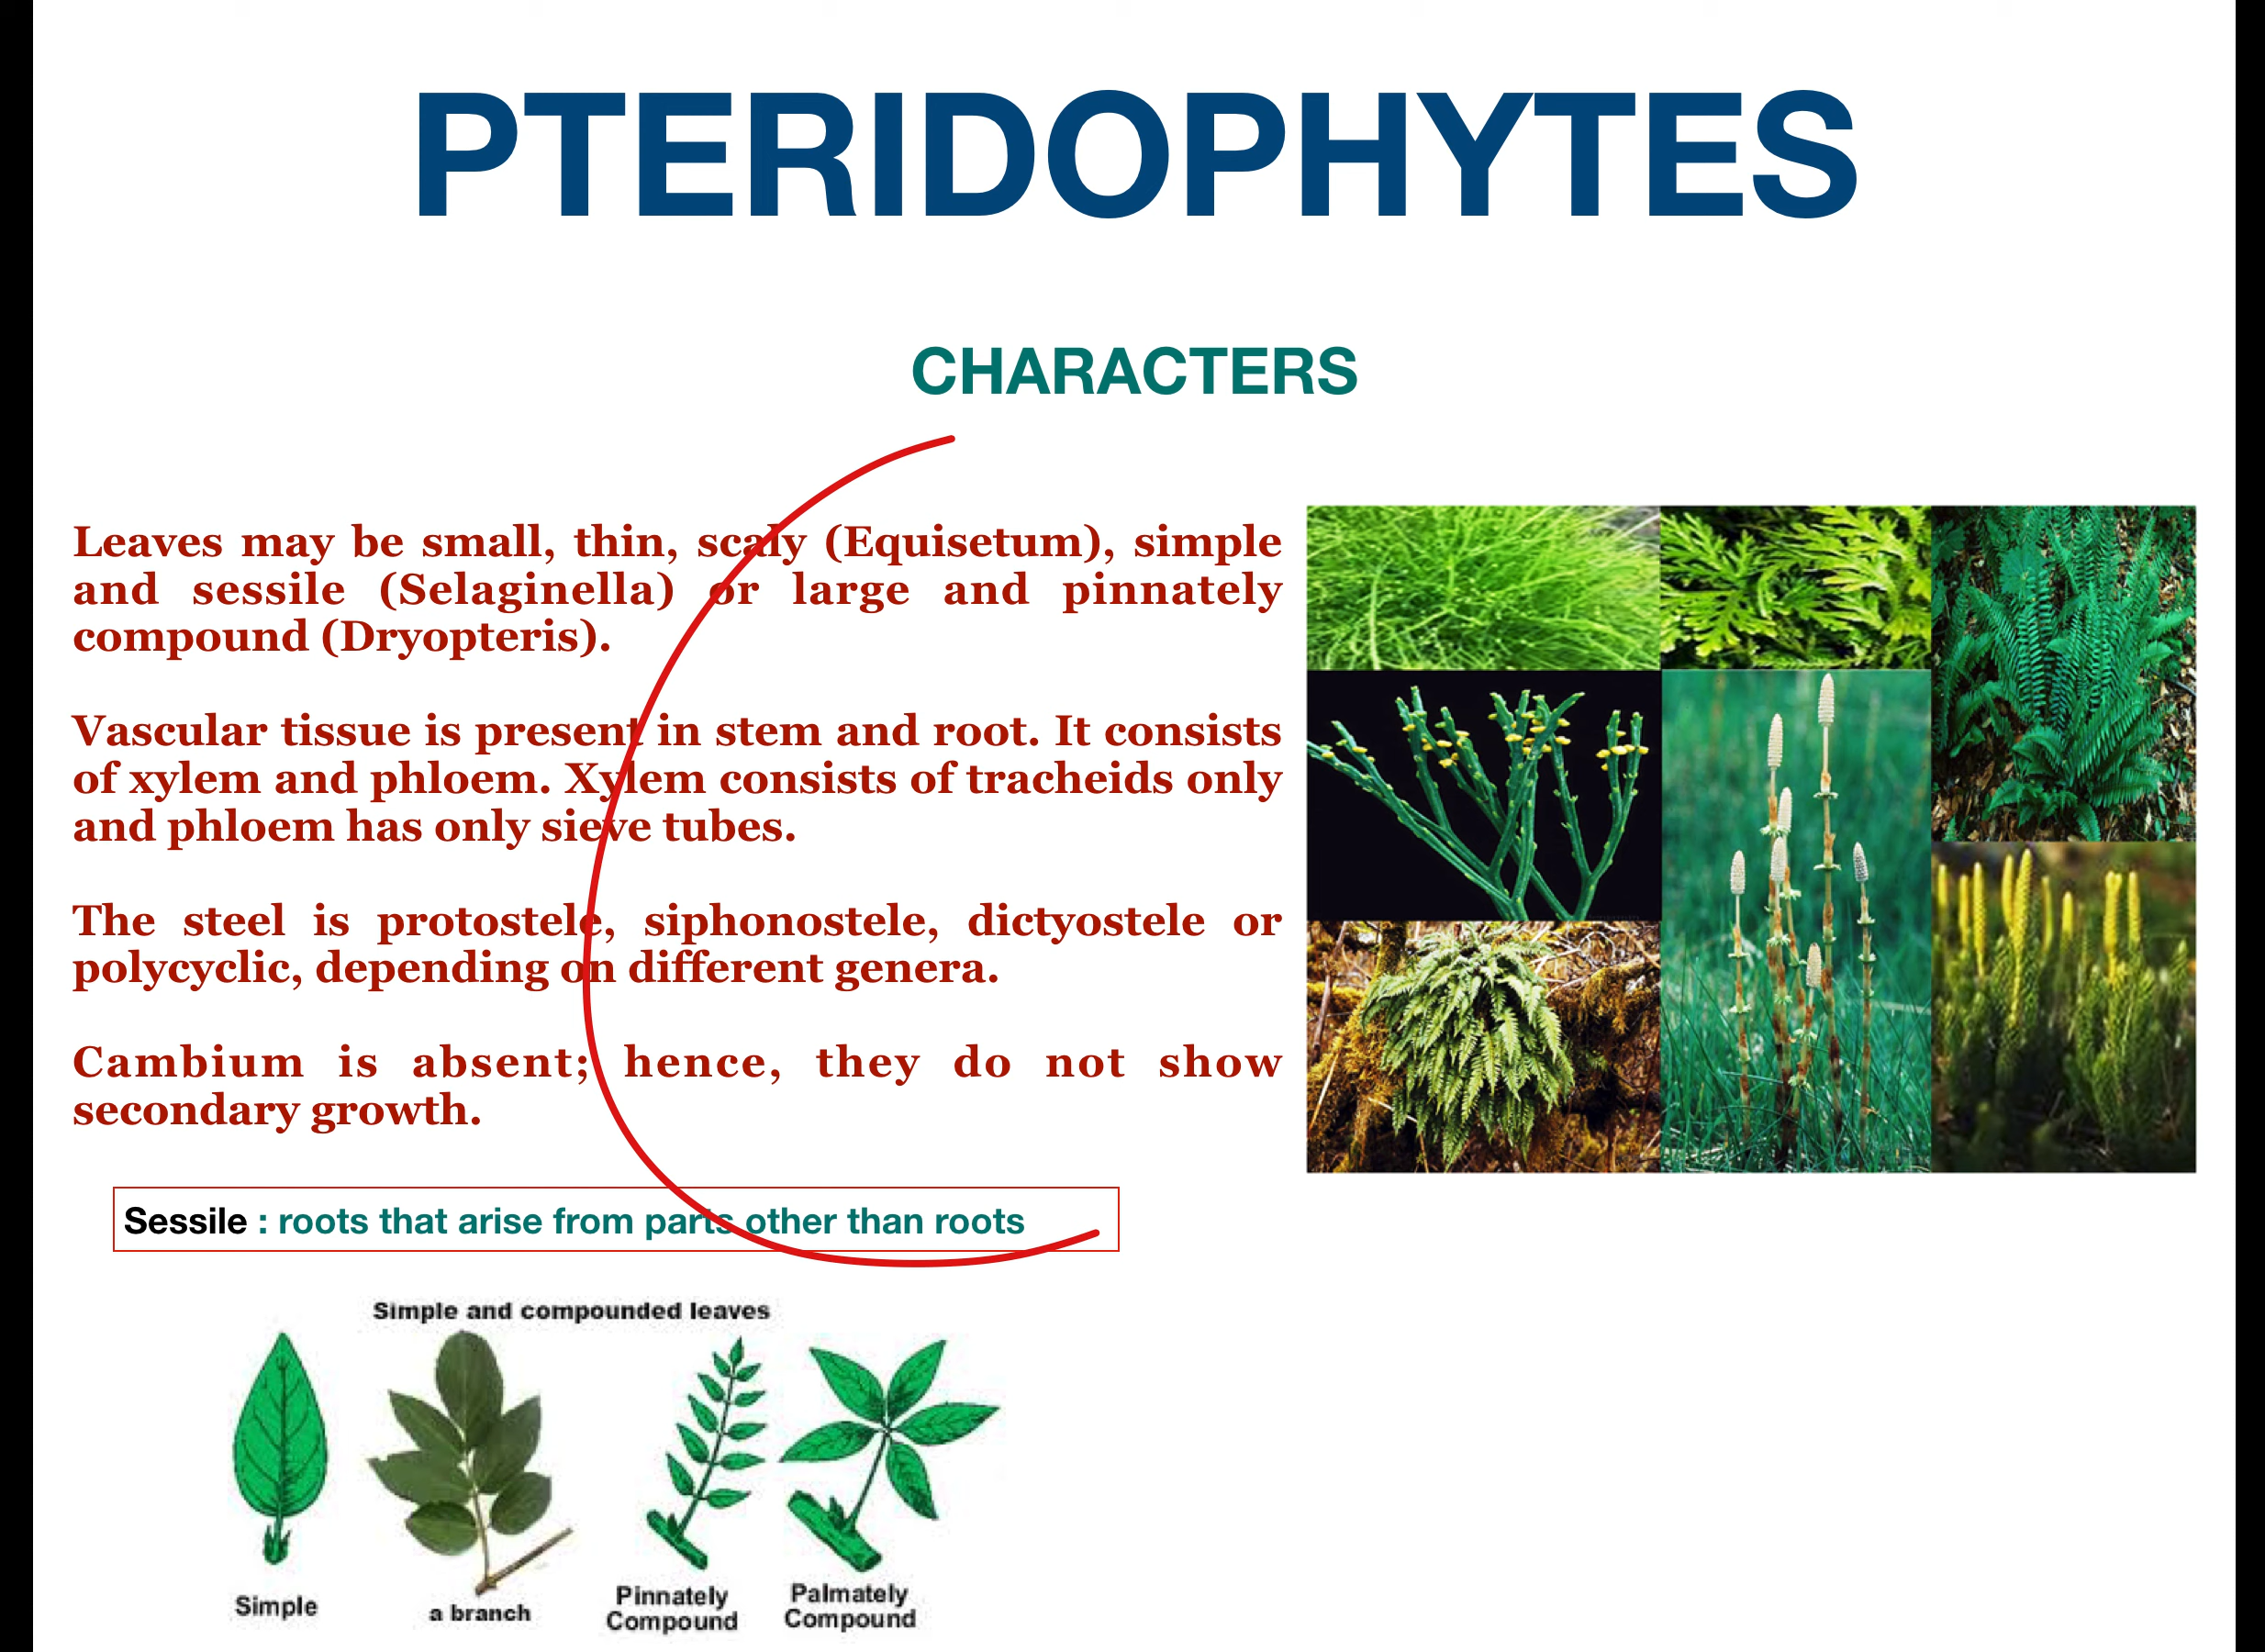 PTERIDOPHYTES
CHARACTERS
Leaves may be small, thin, scaly (Equisetum), simple
and sessile (Selaginella) or large and pinnately
compound (Dryopteris).
Vascular tissue is present in stem and root. It consists
of xylem and phloem. Xylem consists of tracheids only
and phloem has only sieve tubes.
The steel is protostele, siphonostele, dictyostele or
polycyclic, depending on different genera.
Cambium is absent; hence, they do not show
secondary growth.
Sessile : roots that arise from parts other than roots
Simple and compounded leaves
Simple
a branch
Pinnately
Compound
Palmately
Compound